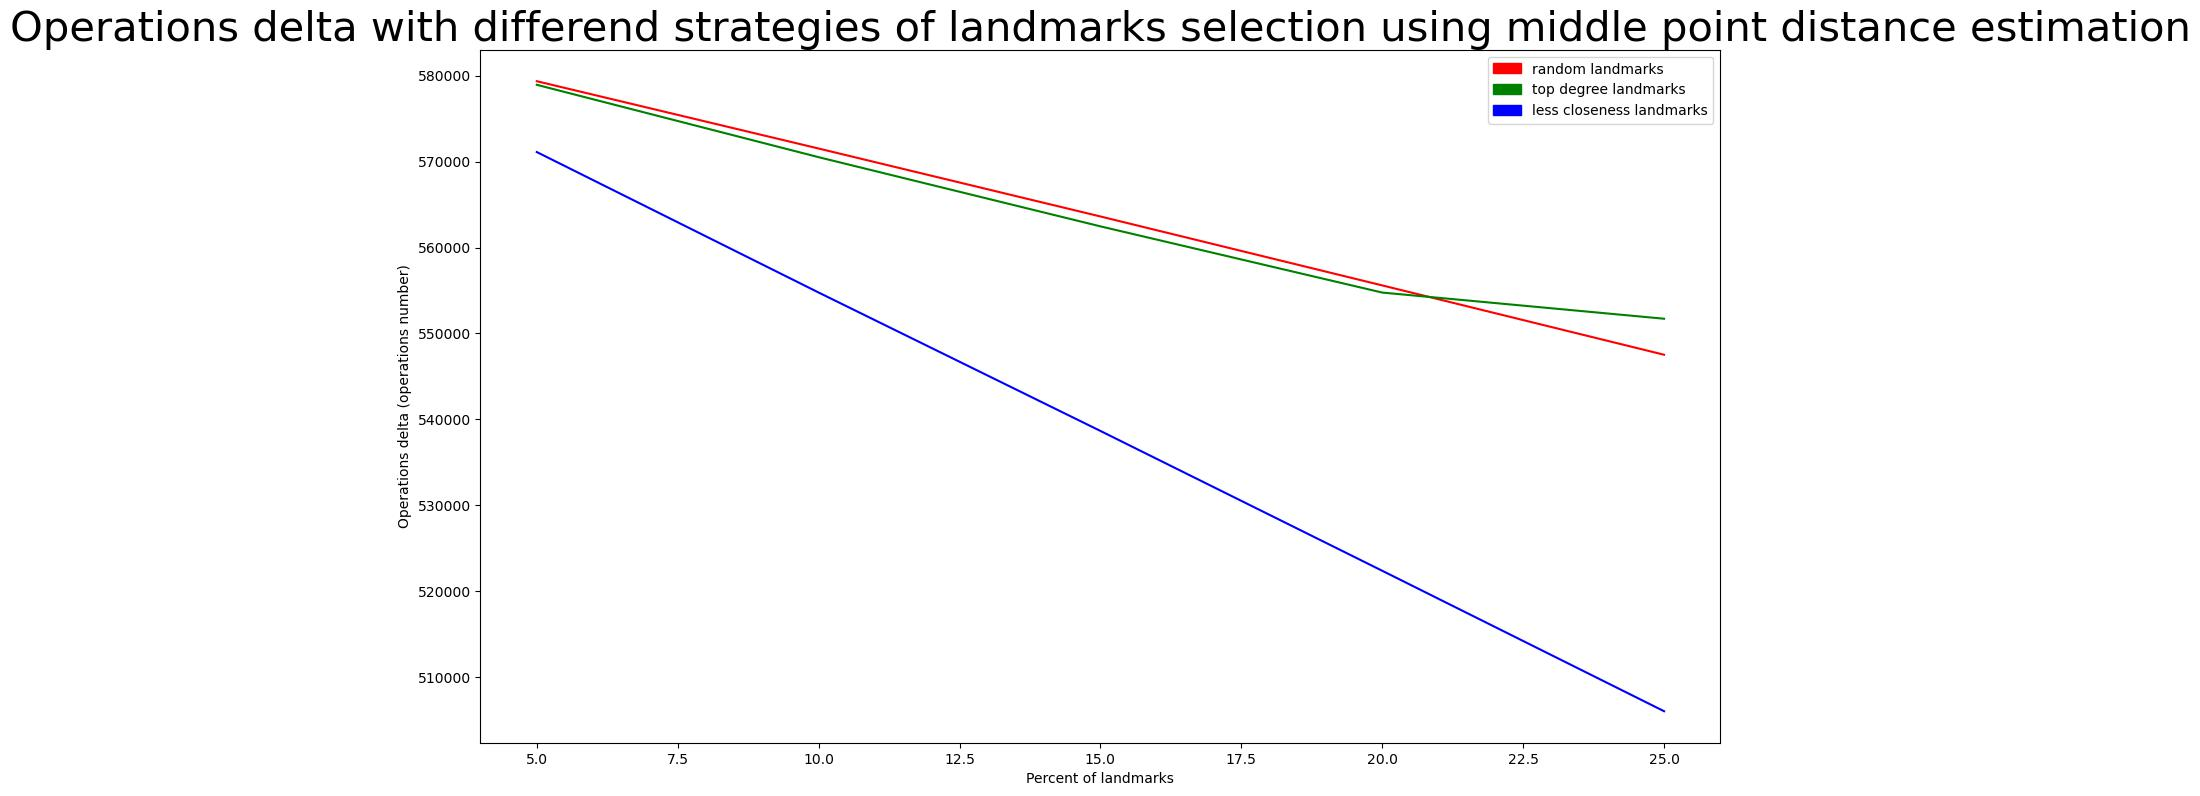 Operations delta with differend strategies of landmarks selection using middle point distance estimation
random landmarks
top degree landmarks
less closeness landmarks
Operations delta (operations number)
580000
570000
560000
550000
540000
530000
520000
510000
5.0
7.5
10.0
12.5
15.0
17.5
20.0
22.5
25.0
Percent of landmarks